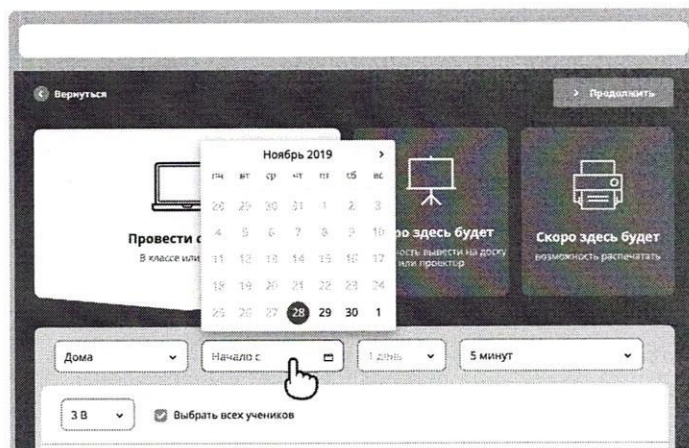 Вернуться
> Продолжить
Ноябрь 2019 >
пн вт ср чт пт сб вс
28 29 30 31 1 2 3
4 5 6 7 8 9 10
11 12 13 14 15 16 17
18 19 20 21 22 23 24
25 26 27 28 29 30 1
Провести
В классе или
здесь будет
вывести на доску
или проектор
Скоро здесь будет
возможность распечатать
Дома
Начало с
1 день
5 минут
3 В
Выбрать всех учеников